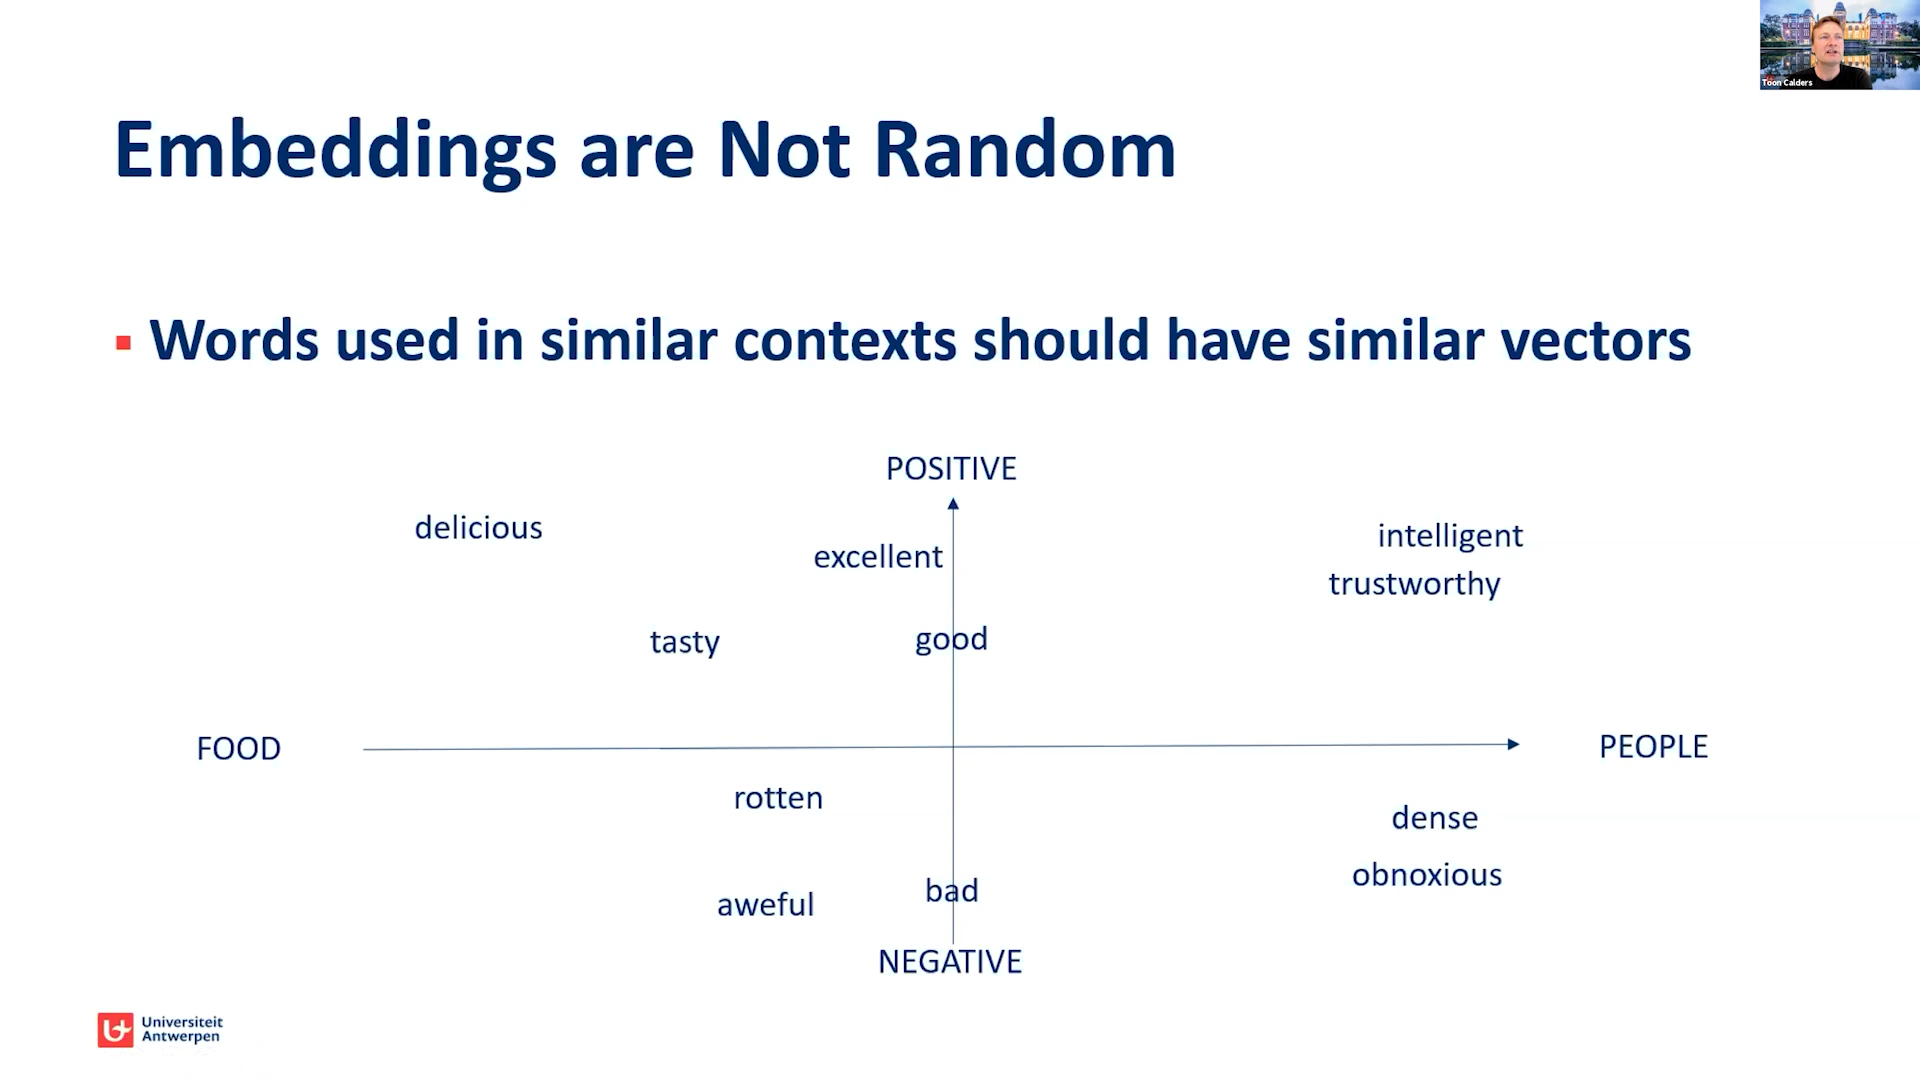 Toon Calders
Embeddings are Not Random
Words used in similar contexts should have similar vectors
POSITIVE
delicious
excellent
intelligent
trustworthy
tasty
good
FOOD
PEOPLE
rotten
dense
obnoxious
aweful
bad
NEGATIVE
Universiteit
Antwerpen